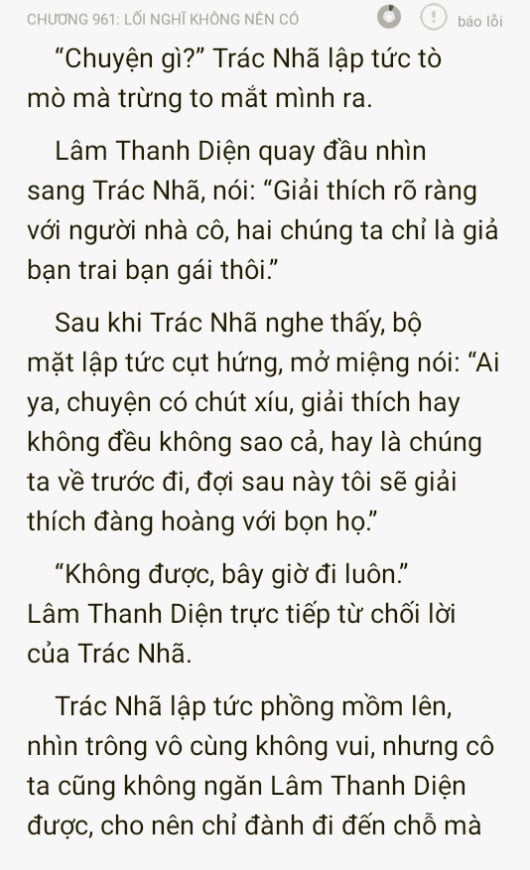 CHƯƠNG 961: LỐI NGHĨ KHÔNG NÊN CÓ
! báo lỗi
“Chuyện gì?” Trác Nhã lập tức tò
mò mà trừng to mắt mình ra.
Lâm Thanh Diện quay đầu nhìn
sang Trác Nhã, nói: “Giải thích rõ ràng
với người nhà cô, hai chúng ta chỉ là giả
bạn trai bạn gái thôi.”
Sau khi Trác Nhã nghe thấy, bộ
mặt lập tức cụt hứng, mở miệng nói: “Ai
ya, chuyện có chút xíu, giải thích hay
không đều không sao cả, hay là chúng
ta về trước đi, đợi sau này tôi sẽ giải
thích đàng hoàng với bọn họ.”
“Không được, bây giờ đi luôn.”
Lâm Thanh Diện trực tiếp từ chối lời
của Trác Nhã.
Trác Nhã lập tức phồng mồm lên,
nhìn trông vô cùng không vui, nhưng cô
ta cũng không ngăn Lâm Thanh Diện
được, cho nên chỉ đành đi đến chỗ mà